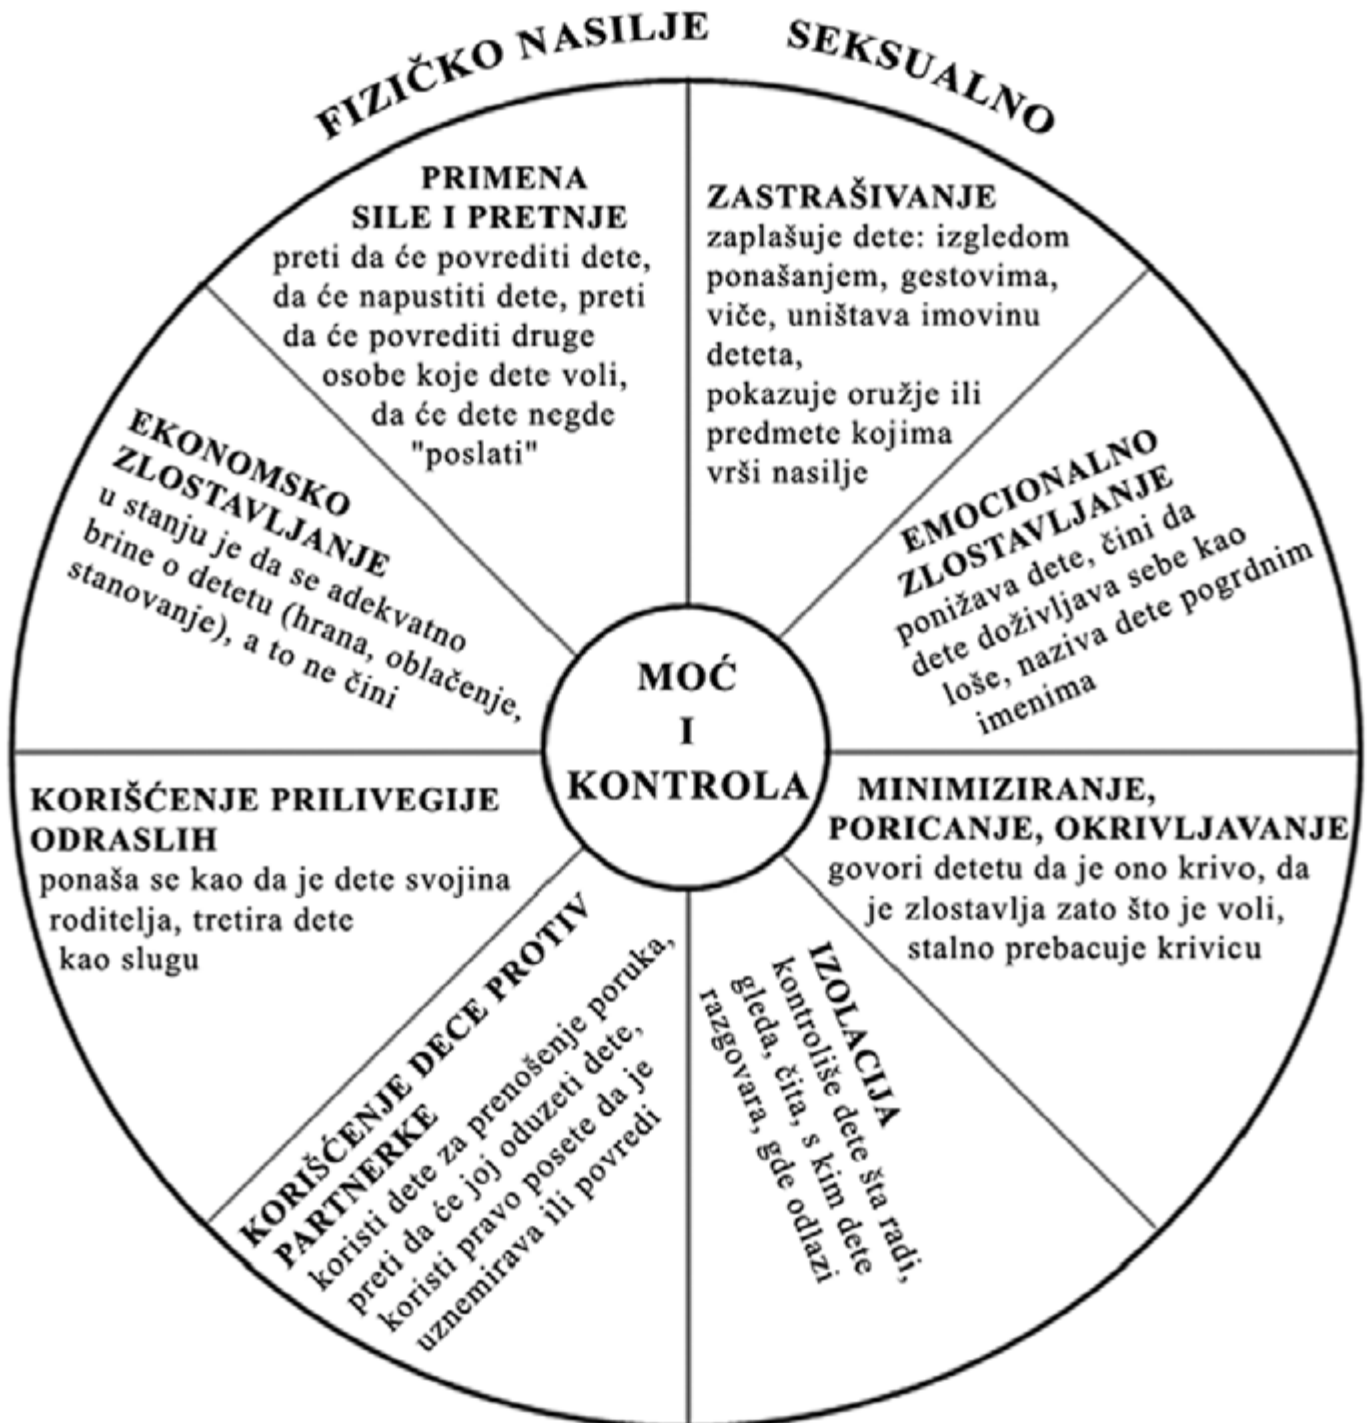 FIZIČKO NASILJE SEKSUALNO
PRIMENA
SILE I PRETNJE
preti da će povrediti dete,
da će napustiti dete, preti
da će povrediti druge
osobe koje dete voli,
da će dete negde
"poslati"
ZASTRAŠIVANJE
zaplašuje dete: izgledom
ponašanjem, gestovima,
viče, uništava imovinu
deteta,
pokazuje oružje ili
predmete kojima
vrši nasilje
EMOCIONALNO
ZLOSTAVLJANJE
ponižava dete, čini da
dete doživljava sebe kao
loše, naziva dete pogrdnim
imenima
MINIMIZIRANJE,
PORICANJE, OKRIVLJAVANJE
govori detetu da je ono krivo, da
je zlostavlja zato što je voli,
stalno prebacuje krivicu
IZOLACIJA
kontroliše dete šta radi,
gleda, čita, s kim dete
razgovara, gde odlazi
KORIŠĆENJE DECE PROTIV
PARTNERKE
koristi dete za prenošenje poruka,
preti da će joj oduzeti dete,
koristi pravo posete da je
uznemirava ili povredi
KORIŠĆENJE PRILIVEGIJE
ODRASLIH
ponaša se kao da je dete svojina
roditelja, tretira dete
kao slugu
EKONOMSKO
ZLOSTAVLJANJE
u stanju je da se adekvatno
brine o detetu (hrana, oblačenje,
stanovanje), a to ne čini
MOĆ
I
KONTROLA